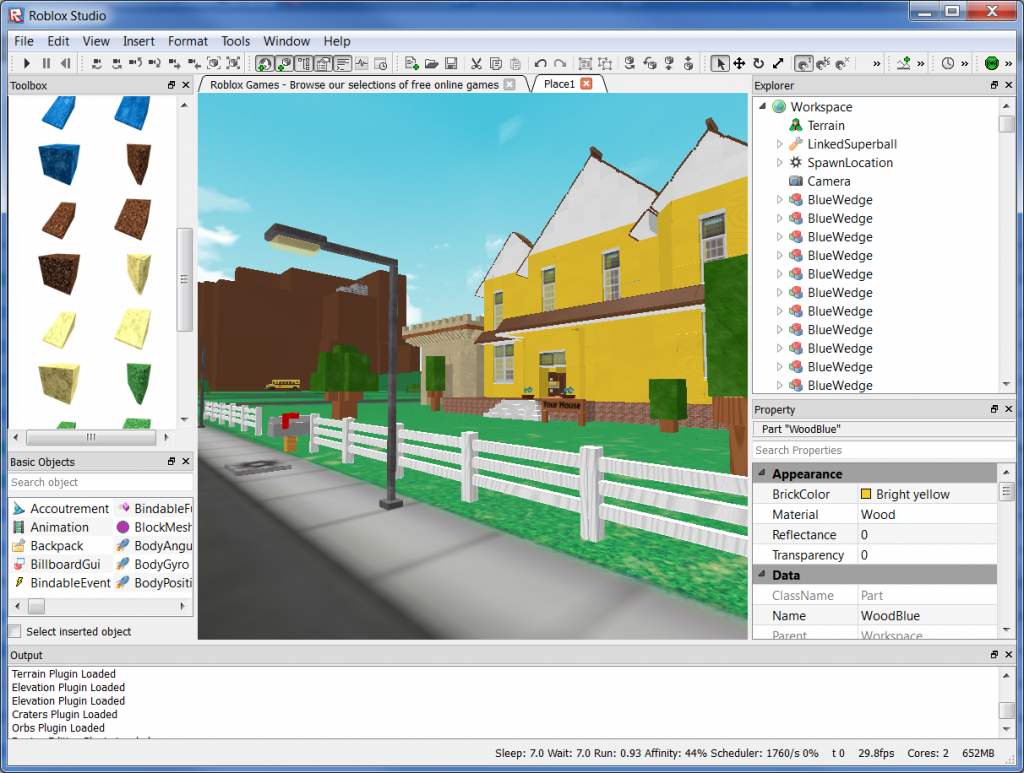 Roblox Studio
File Edit View Insert Format Tools Window Help
Toolbox
Roblox Games - Browse our selections of free online games
Place1
Explorer
Workspace
Terrain
LinkedSuperball
SpawnLocation
Camera
BlueWedge
BlueWedge
BlueWedge
BlueWedge
BlueWedge
BlueWedge
BlueWedge
BlueWedge
BlueWedge
BlueWedge
BlueWedge
Your House
Basic Objects
Search object
Accoutrement BindableFu
Animation BlockMesh
Backpack BodyAngu
BillboardGui BodyGyro
BindableEvent BodyPositi
Select inserted object
Property
Part "WoodBlue"
Search Properties
Appearance
BrickColor Bright yellow
Material Wood
Reflectance 0
Transparency 0
Data
ClassName Part
Name WoodBlue
Parent Workspace
Output
Terrain Plugin Loaded
Elevation Plugin Loaded
Elevation Plugin Loaded
Craters Plugin Loaded
Orbs Plugin Loaded
Sleep: 7.0 Wait: 7.0 Run: 0.93 Affinity: 44% Scheduler: 1760/s 0% t 0 29.8fps Cores: 2 652MB